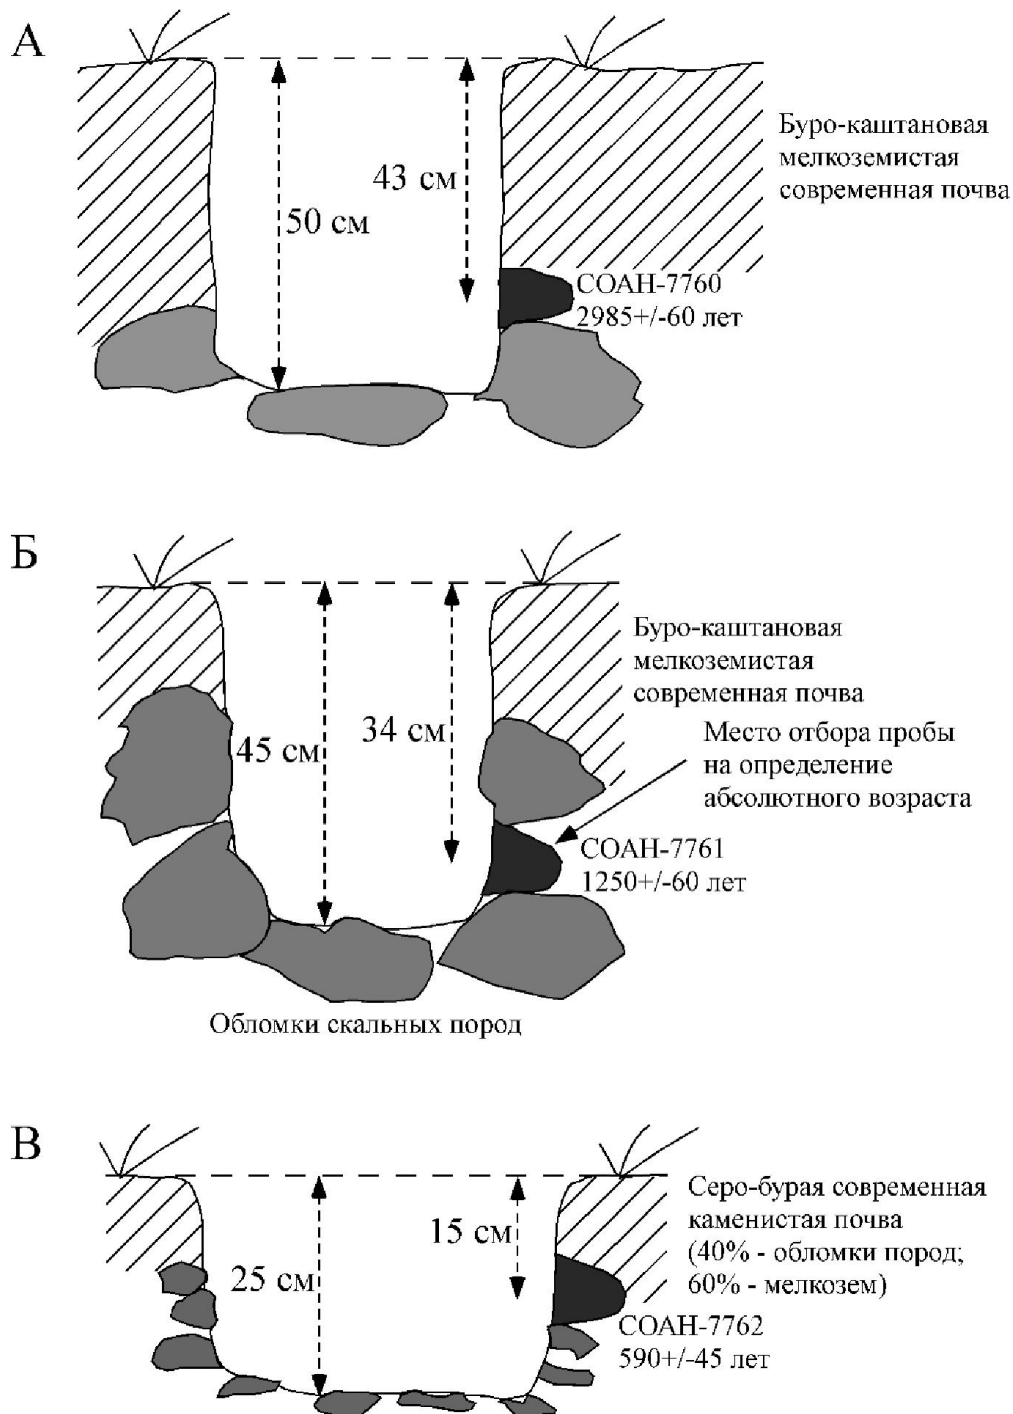 А
Буро-каштановая
мелкоземистая
современная почва
43 см
50 см
СОАН-7760
2985+/-60 лет
Б
Буро-каштановая
мелкоземистая
современная почва
34 см
45 см
Место отбора пробы
на определение
абсолютного возраста
СОАН-7761
1250+/-60 лет
Обломки скальных пород
В
Серо-бурая современная
каменистая почва
(40% - обломки пород;
60% - мелкозем)
15 см
25 см
СОАН-7762
590+/-45 лет